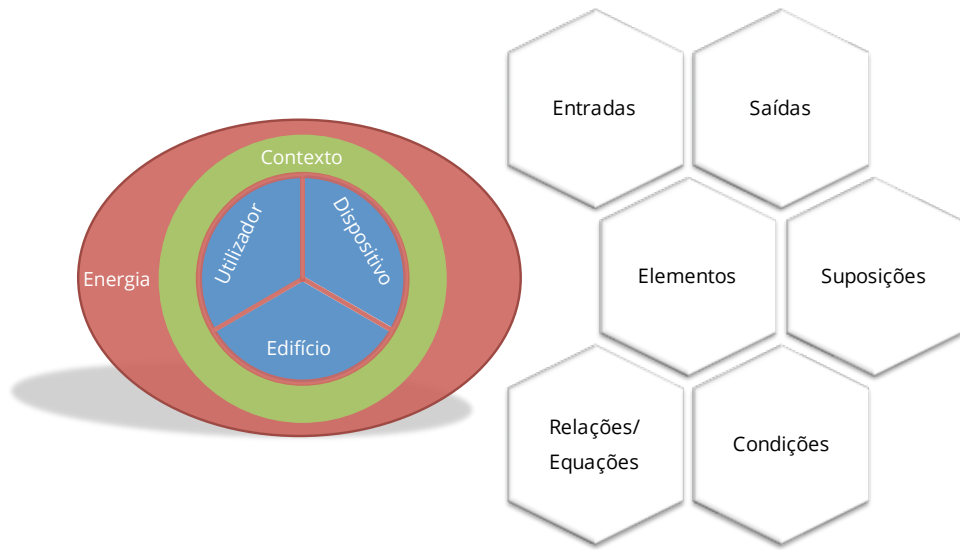 Contexto
Utilizador
Dispositivo
Energia
Edifício
Entradas
Saídas
Elementos
Suposições
Relações/
Equações
Condições